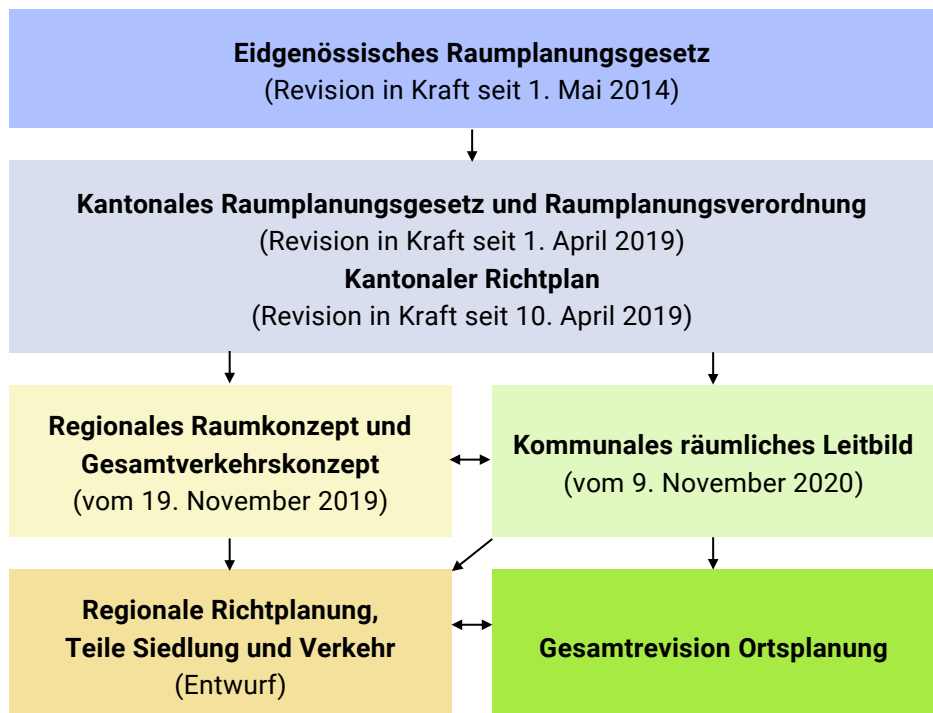 Eidgenössisches Raumplanungsgesetz
(Revision in Kraft seit 1. Mai 2014)
Kantonales Raumplanungsgesetz und Raumplanungsverordnung
(Revision in Kraft seit 1. April 2019)
Kantonaler Richtplan
(Revision in Kraft seit 10. April 2019)
Regionales Raumkonzept und
Gesamtverkehrskonzept
(vom 19. November 2019)
Kommunales räumliches Leitbild
(vom 9. November 2020)
Regionale Richtplanung,
Teile Siedlung und Verkehr
(Entwurf)
Gesamtrevision Ortsplanung